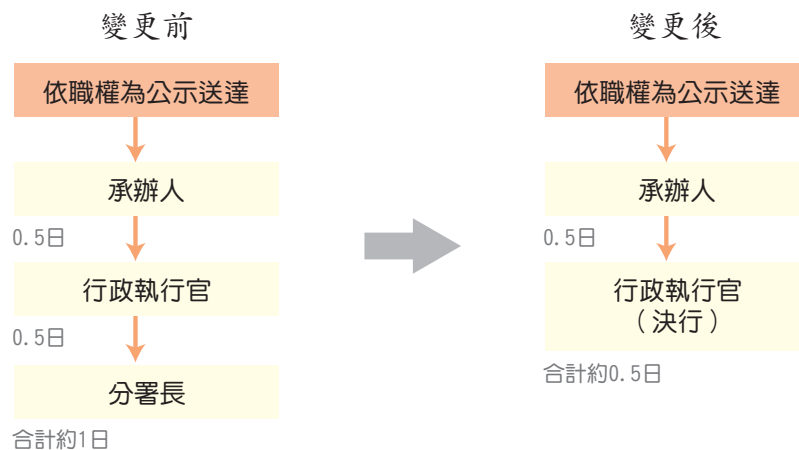 變更前
依職權為公示送達
承辦人
0.5日
行政執行官
0.5日
分署長
合計約1日
變更後
依職權為公示送達
承辦人
0.5日
行政執行官
（決行）
合計約0.5日